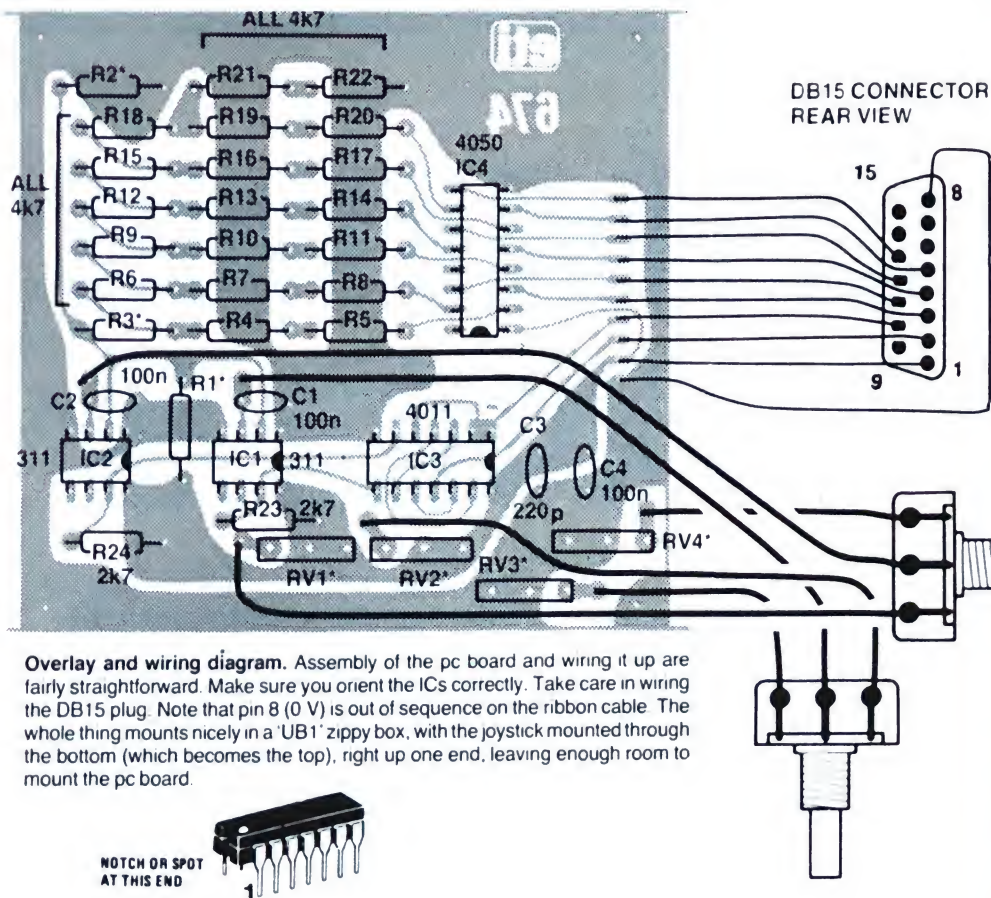 ALL 4k7
eti
674
R2*
R21
R22
R18
R19
R20
R15
R16
R17
R12
R13
R14
R9
R10
R11
R6
R7
R8
R3*
R4
R5
ALL
4k7
4050
IC4
DB15 CONNECTOR
REAR VIEW
15
8
9
1
100n
C2
R1*
C1
100n
4011
C3
311
IC2
IC1
311
IC3
C4
100n
220p
R23
2k7
R24
2k7
RV1*
RV2*
RV3*
RV4*
Overlay and wiring diagram. Assembly of the pc board and wiring it up are
fairly straightforward. Make sure you orient the ICs correctly. Take care in wiring
the DB15 plug. Note that pin 8 (0 V) is out of sequence on the ribbon cable. The
whole thing mounts nicely in a 'UB1' zippy box, with the joystick mounted through
the bottom (which becomes the top), right up one end, leaving enough room to
mount the pc board.
NOTCH OR SPOT
AT THIS END
1